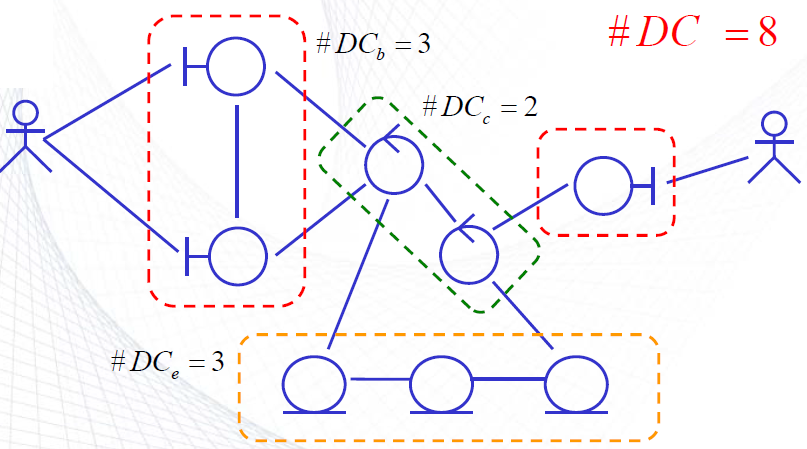 #DC_b = 3
#DC = 8
#DC_c = 2
#DC_e = 3